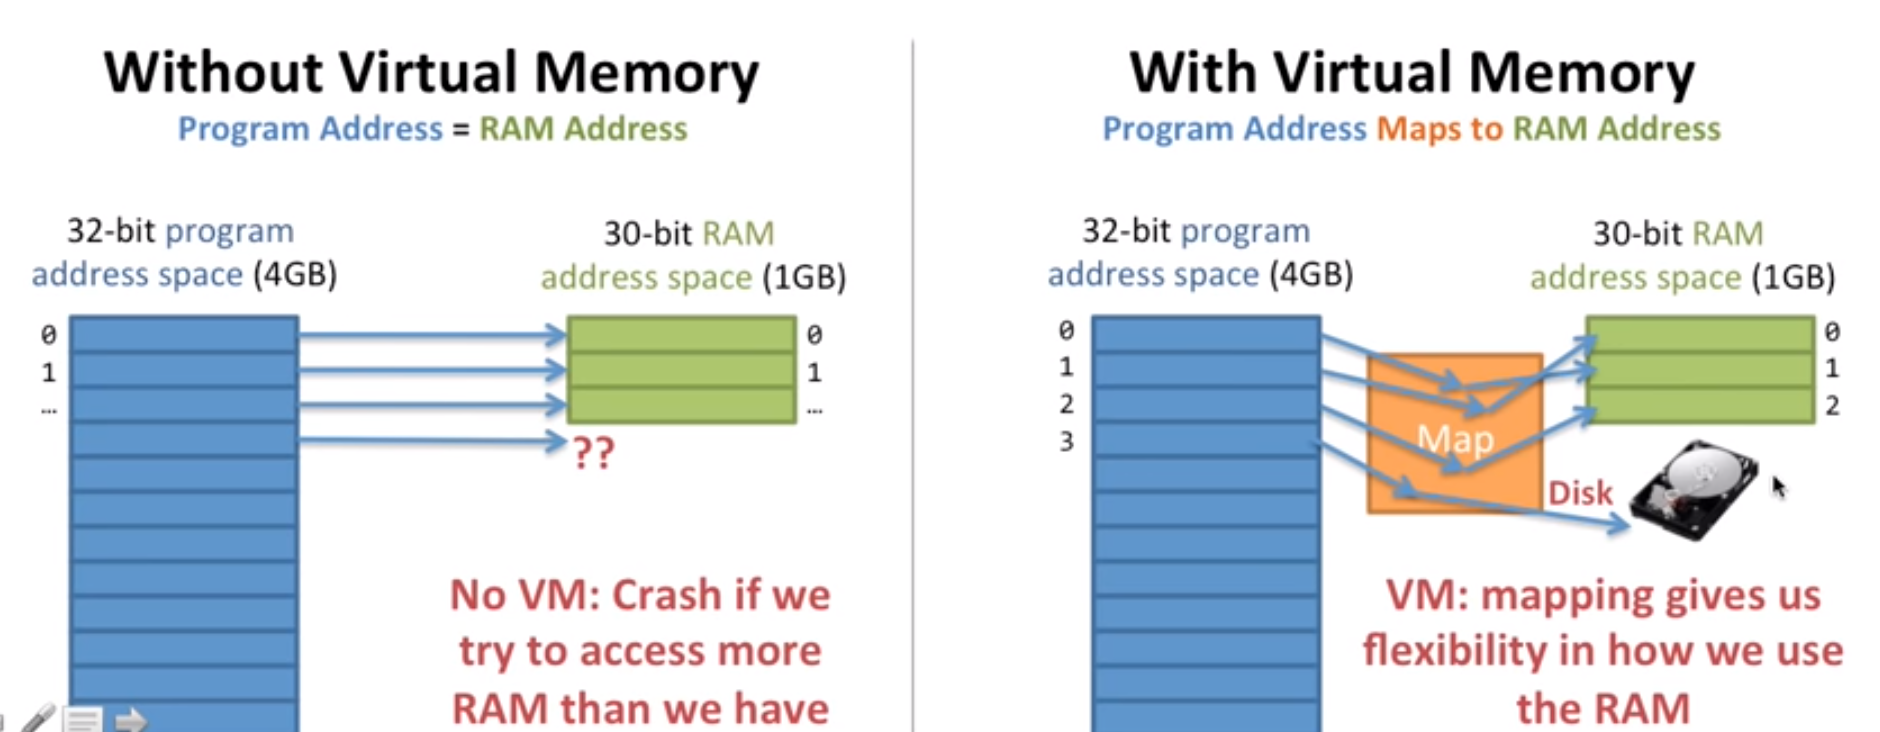 Without Virtual Memory
Program Address = RAM Address
32-bit program
address space (4GB)
30-bit RAM
address space (1GB)
0
1
...
0
1
...
??
No VM: Crash if we
try to access more
RAM than we have
With Virtual Memory
Program Address Maps to RAM Address
32-bit program
address space (4GB)
30-bit RAM
address space (1GB)
0
1
2
3
Map
0
1
2
Disk
VM: mapping gives us
flexibility in how we use
the RAM